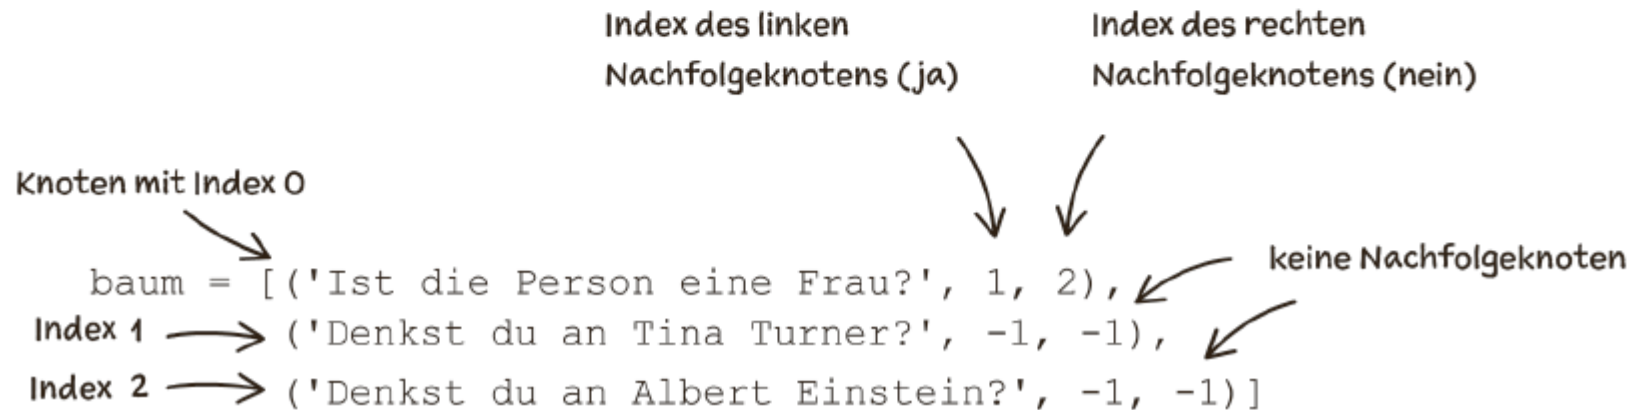 Index des linken
Nachfolgeknotens (ja)
Index des rechten
Nachfolgeknotens (nein)
Knoten mit Index 0
keine Nachfolgeknoten
baum = [('Ist die Person eine Frau?', 1, 2),
Index 1
('Denkst du an Tina Turner?', -1, -1),
Index 2
('Denkst du an Albert Einstein?', -1, -1)]